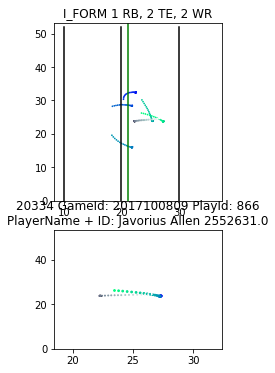 I_FORM 1 RB, 2 TE, 2 WR
50
40
30
20
10
0
10 20 30
20334 GameId: 2017100809 PlayId: 866
PlayerName + ID: Javorius Allen 2552631.0
40
20
0
20 25 30